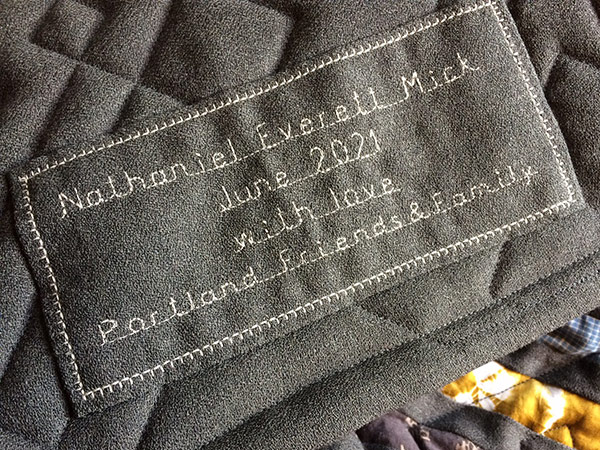 Nathaniel Everett Mick
June 2021
with love
Portland Friends & Family